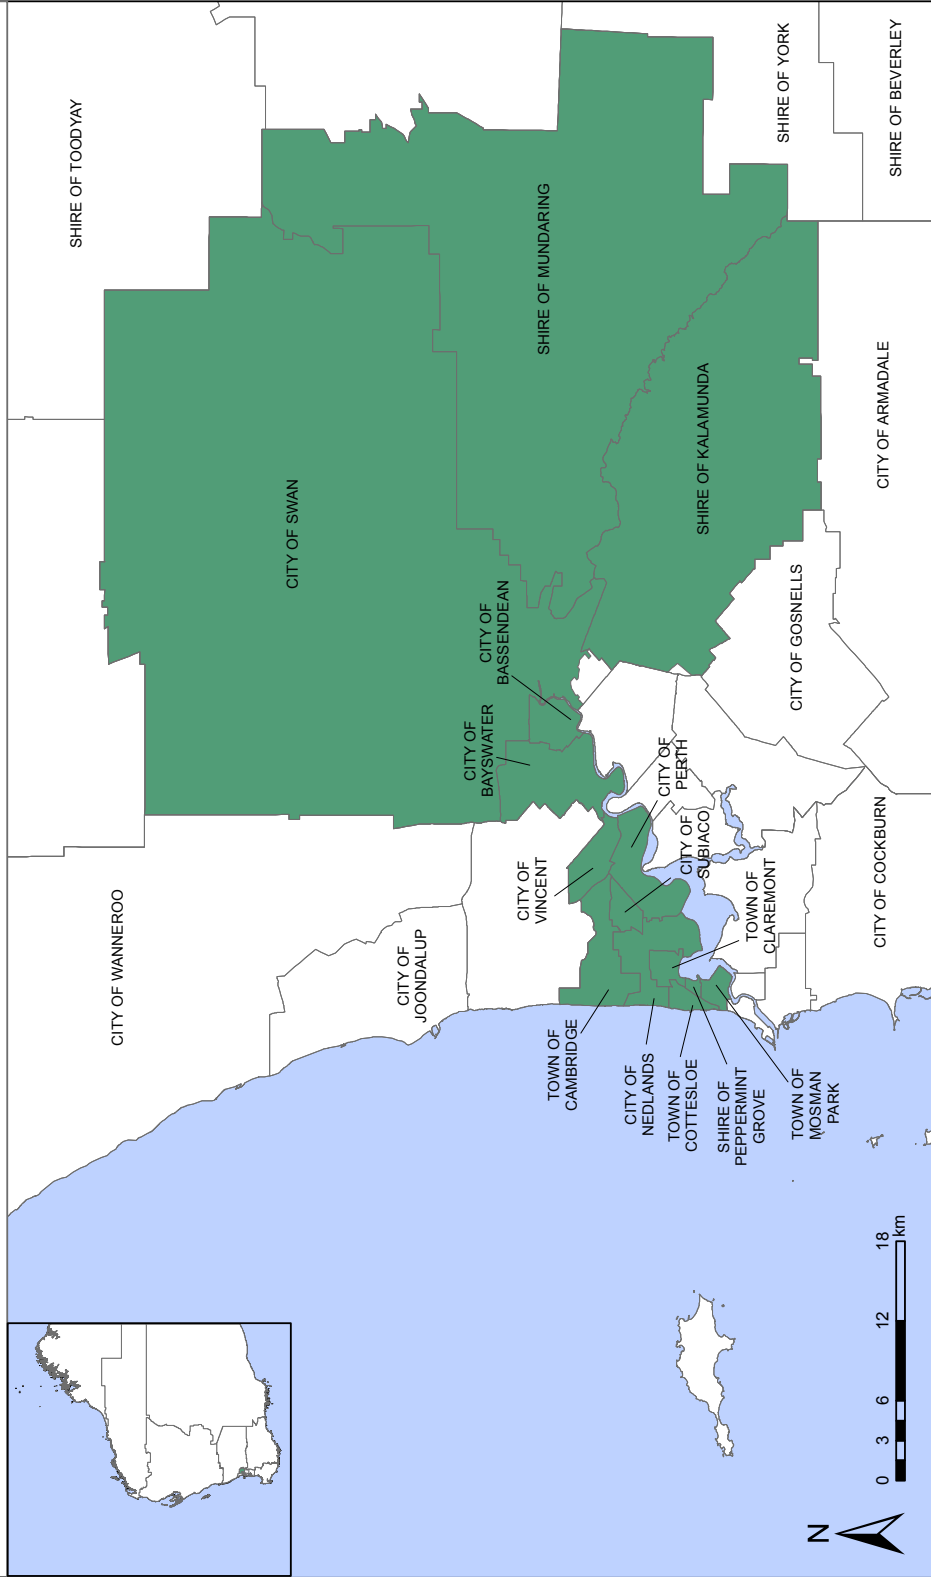 SHIRE OF TOODYAY
SHIRE OF YORK
SHIRE OF BEVERLEY
SHIRE OF MUNDARING
CITY OF SWAN
SHIRE OF KALAMUNDA
CITY OF ARMADALE
CITY OF
BASSENDEAN
CITY OF GOSNELLS
CITY OF
BAYSWATER
CITY OF
PERTH
CITY OF
SUBIACO
CITY OF
VINCENT
TOWN OF
CLAREMONT
CITY OF COCKBURN
CITY OF WANNEROO
CITY OF
JOONDALUP
TOWN OF
CAMBRIDGE
CITY OF
NEDLANDS
TOWN OF
COTTESLOE
SHIRE OF
PEPPERMINT
GROVE
TOWN OF
MOSMAN
PARK
N
0 3 6 12 18
km